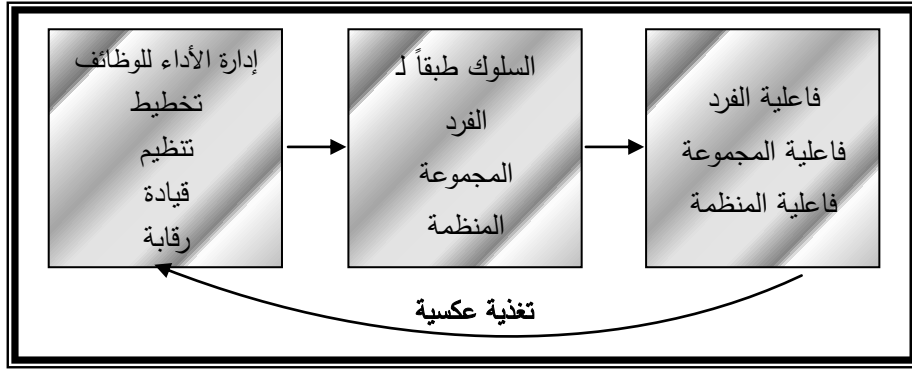 إدارة الأداء للوظائف
تخطيط
تنظيم
قيادة
رقابة
السلوك طبقاً لـ
الفرد
المجموعة
المنظمة
فاعلية الفرد
فاعلية المجموعة
فاعلية المنظمة
تغذية عكسية